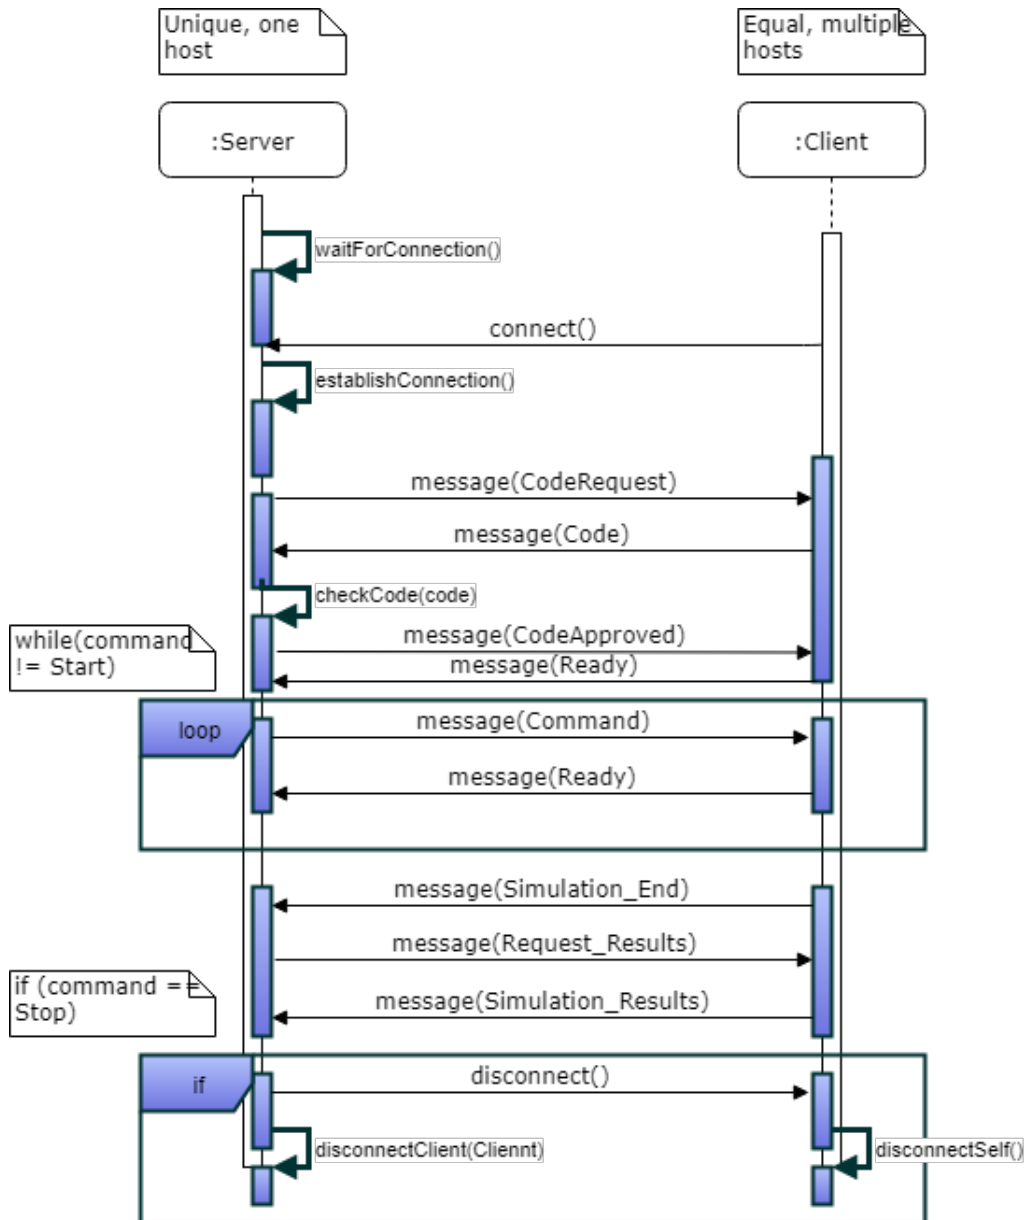 Unique, one
host
Equal, multiple
hosts
:Server
:Client
waitForConnection()
connect()
establishConnection()
message(CodeRequest)
message(Code)
checkCode(code)
while(command
!= Start)
message(CodeApproved)
message(Ready)
loop
message(Command)
message(Ready)
message(Simulation_End)
message(Request_Results)
if (command ==
Stop)
message(Simulation_Results)
if
disconnect()
disconnectClient(Cliennt)
disconnectSelf()